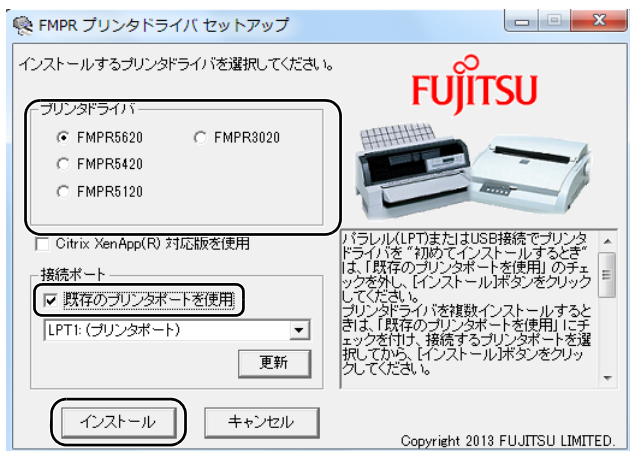 FMPR プリンタドライバ セットアップ
インストールするプリンタドライバを選択してください。
FUJITSU
プリンタドライバ
FMPR5620
FMPR3020
FMPR5420
FMPR5120
Citrix XenApp(R) 対応版を使用
接続ポート
既存のプリンタポートを使用
LPT1: (プリンタポート)
更新
パラレル(LPT)またはUSB接続でプリンタ
ドライバを“初めてインストールするとき”
は、「既存のプリンタポートを使用」のチェ
ックを外し、[インストール]ボタンをクリック
してください。
プリンタドライバを複数インストールすると
きは、「既存のプリンタポートを使用」にチ
ェックを付け、接続するプリンタポートを選
択してから、[インストール]ボタンをクリッ
クしてください。
インストール
キャンセル
Copyright 2013 FUJITSU LIMITED.